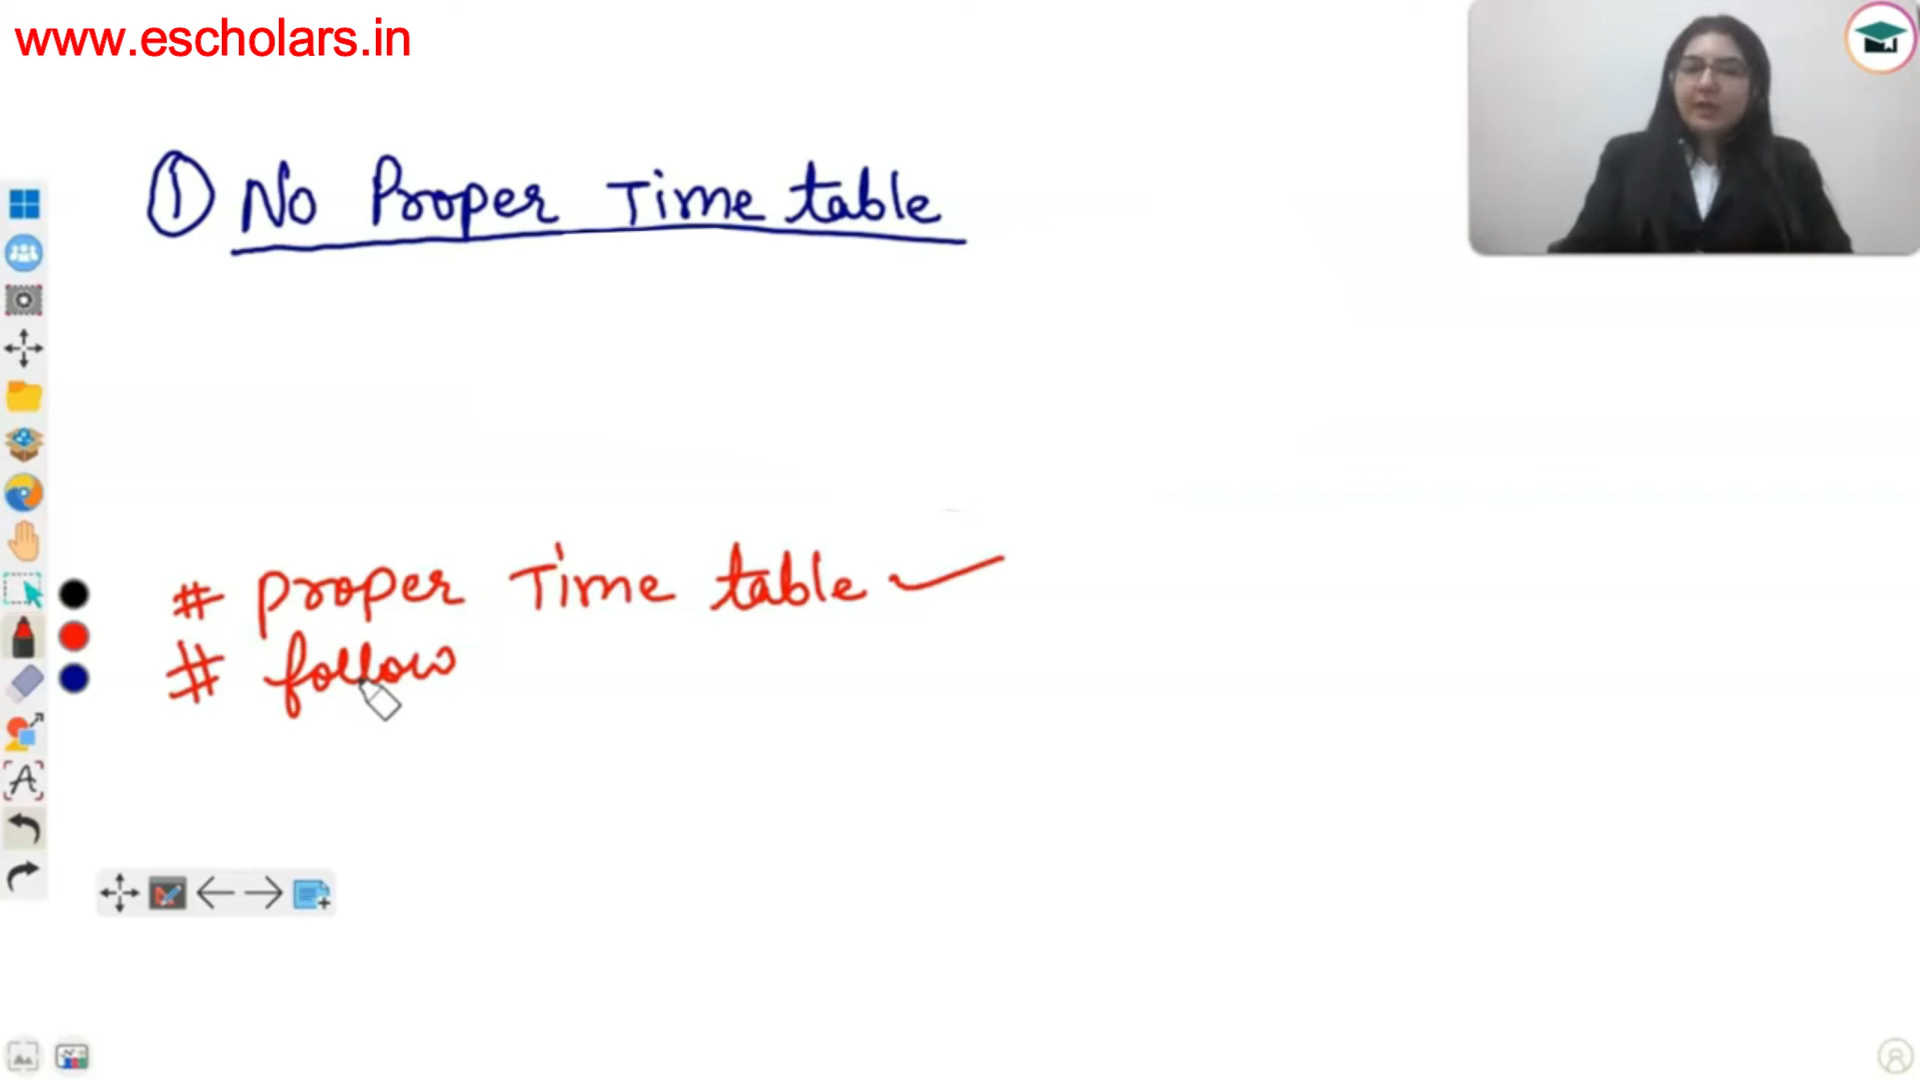 www.escholars.in
① No Proper Time table
# proper Time table
# follow